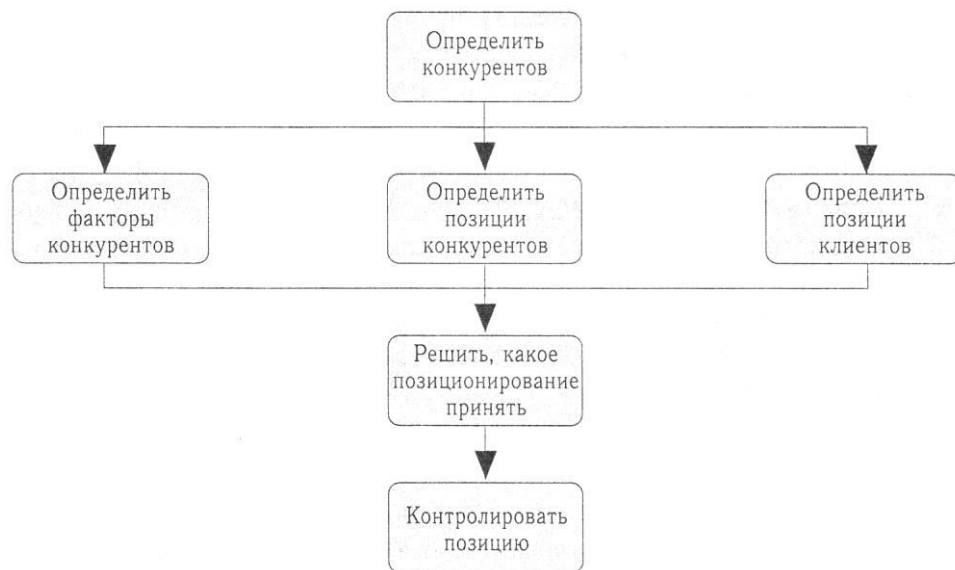 Определить
конкурентов
Определить
факторы
конкурентов
Определить
позиции
конкурентов
Определить
позиции
клиентов
Решить, какое
позиционирование
принять
Контролировать
позицию